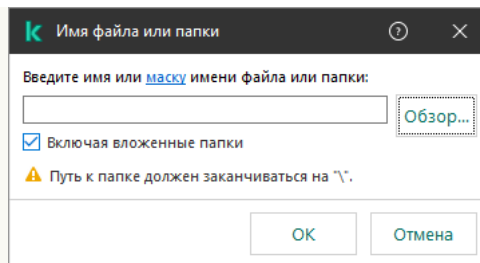 Имя файла или папки
Введите имя или маску имени файла или папки:
Обзор...
Включая вложенные папки
Путь к папке должен заканчиваться на "\".
ОК
Отмена